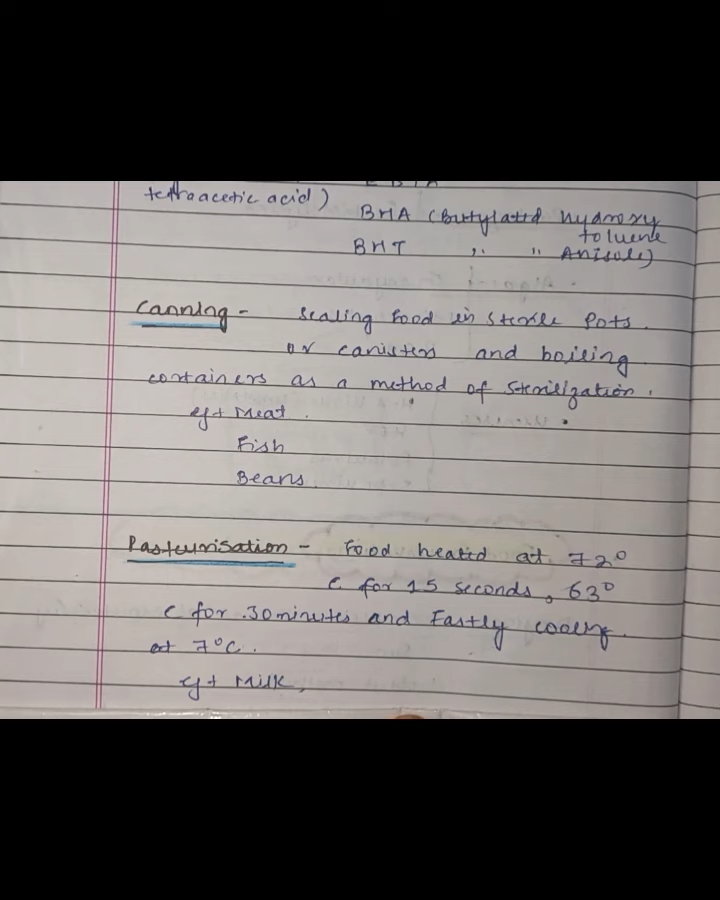 tetraacetic acid)
BHA (Butylated hydroxy
toluene
BHT ,, ,, Anisole)
Canning - Sealing Food in sterile Pots.
or canisters and boiling
containers as a method of Sterilization.
eg → Meat.
Fish
Beans.
Pasteurisation - Food heated at 72°
C for 15 seconds, 63°
C for 30 minutes and Fastly cooling.
at 7°C.
eg → Milk,